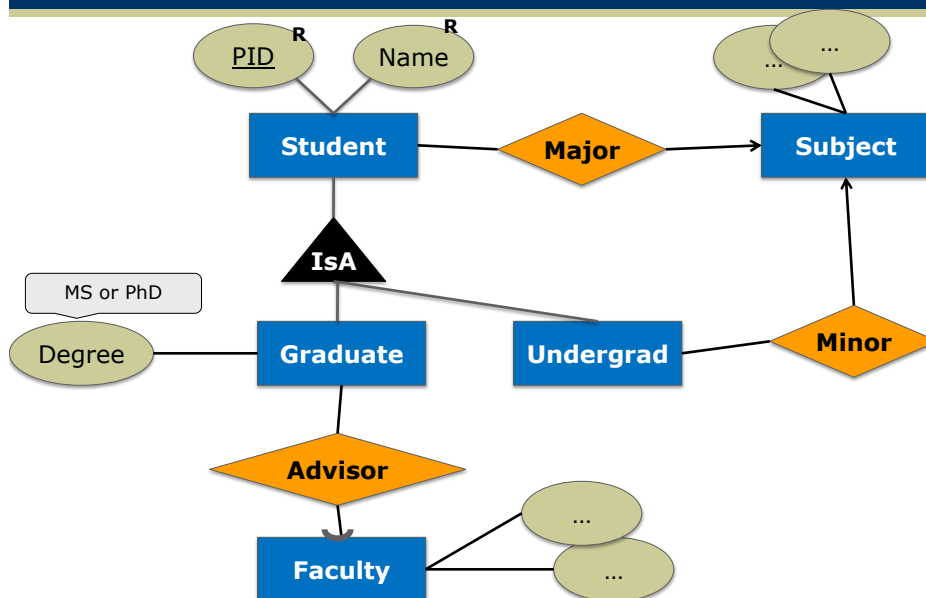 R
R
PID
Name
...
...
Student
Major
Subject
IsA
MS or PhD
Degree
Graduate
Undergrad
Minor
Advisor
...
Faculty
...